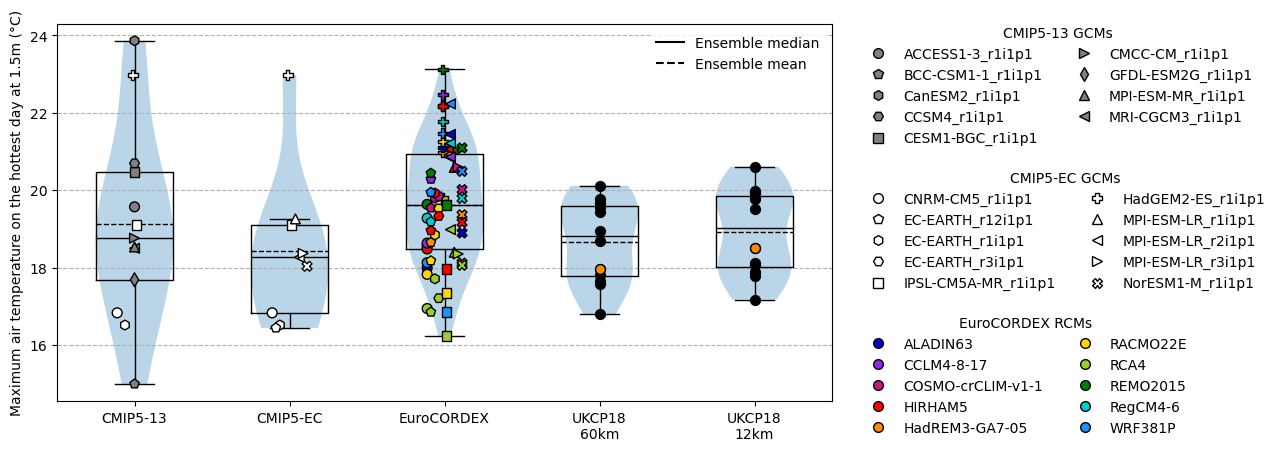 Maximum air temperature on the hottest day at 1.5m (°C)
24
22
20
18
16
Ensemble median
Ensemble mean
CMIP5-13
CMIP5-EC
EuroCORDEX
UKCP18
60km
UKCP18
12km
CMIP5-13 GCMs
ACCESS1-3_r1i1p1
BCC-CSM1-1_r1i1p1
CanESM2_r1i1p1
CCSM4_r1i1p1
CESM1-BGC_r1i1p1
CMCC-CM_r1i1p1
GFDL-ESM2G_r1i1p1
MPI-ESM-MR_r1i1p1
MRI-CGCM3_r1i1p1
CMIP5-EC GCMs
CNRM-CM5_r1i1p1
EC-EARTH_r12i1p1
EC-EARTH_r1i1p1
EC-EARTH_r3i1p1
IPSL-CM5A-MR_r1i1p1
HadGEM2-ES_r1i1p1
MPI-ESM-LR_r1i1p1
MPI-ESM-LR_r2i1p1
MPI-ESM-LR_r3i1p1
NorESM1-M_r1i1p1
EuroCORDEX RCMs
ALADIN63
CCLM4-8-17
COSMO-crCLIM-v1-1
HIRHAM5
HadREM3-GA7-05
RACMO22E
RCA4
REMO2015
RegCM4-6
WRF381P